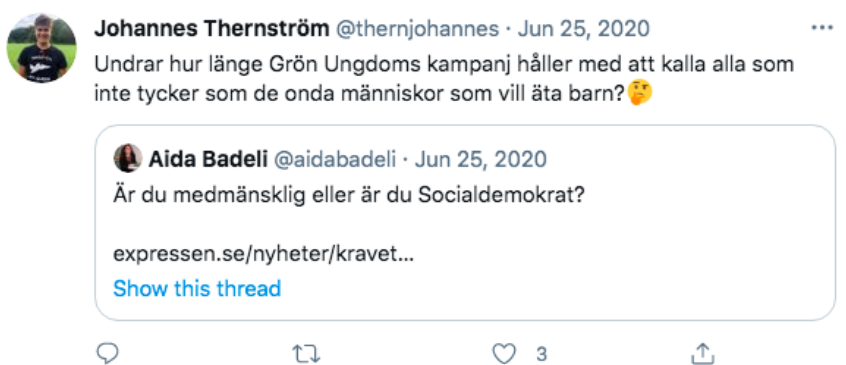 Johannes Thernström @thernjohannes · Jun 25, 2020
Undrar hur länge Grön Ungdoms kampanj håller med att kalla alla som
inte tycker som de onda människor som vill äta barn?🤔
Aida Badeli @aidabadeli · Jun 25, 2020
Är du medmänsklig eller är du Socialdemokrat?
expressen.se/nyheter/kravet...
Show this thread
3